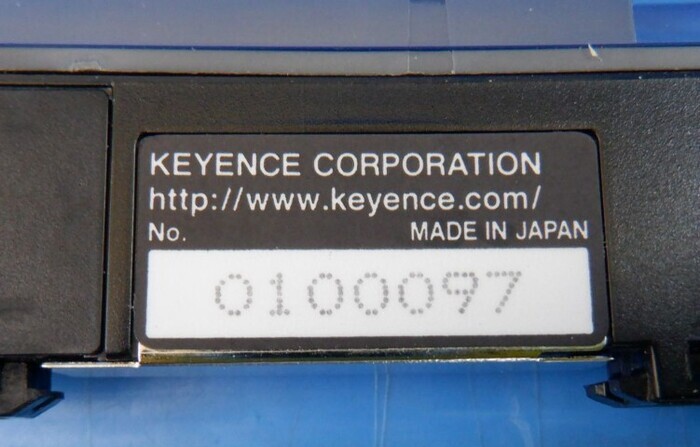 KEYENCE CORPORATION
http://www.keyence.com/
No. MADE IN JAPAN
0100097